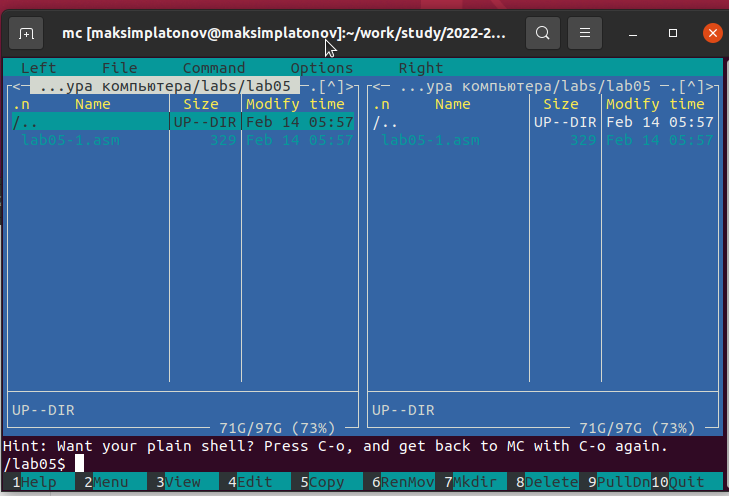 mc [maksimplatonov@maksimplatonov]:~/work/study/2022-2...
Left File Command Options Right
<─ ...ура компьютера/labs/lab05 ─.[^]> <─ ...ура компьютера/labs/lab05 ─.[^]>
.n Name Size Modify time .n Name Size Modify time
/.. UP--DIR Feb 14 05:57 /.. UP--DIR Feb 14 05:57
lab05-1.asm 329 Feb 14 05:57 lab05-1.asm 329 Feb 14 05:57
UP--DIR UP--DIR
71G/97G (73%) 71G/97G (73%)
Hint: Want your plain shell? Press C-o, and get back to MC with C-o again.
/lab05$
1Help 2Menu 3View 4Edit 5Copy 6RenMov 7Mkdir 8Delete 9PullDn 10Quit